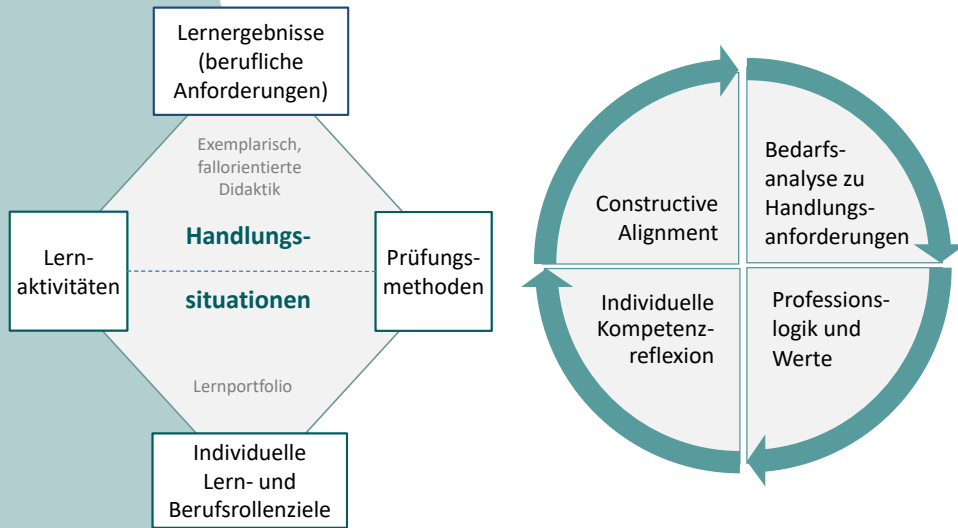 Lernergebnisse
(berufliche
Anforderungen)
Exemplarisch,
fallorientierte
Didaktik
Handlungs-
situationen
Lern-
aktivitäten
Prüfungs-
methoden
Lernportfolio
Individuelle
Lern- und
Berufsrollenziele
Constructive
Alignment
Bedarfs-
analyse zu
Handlungs-
anforderungen
Individuelle
Kompetenz-
reflexion
Professions-
logik und
Werte